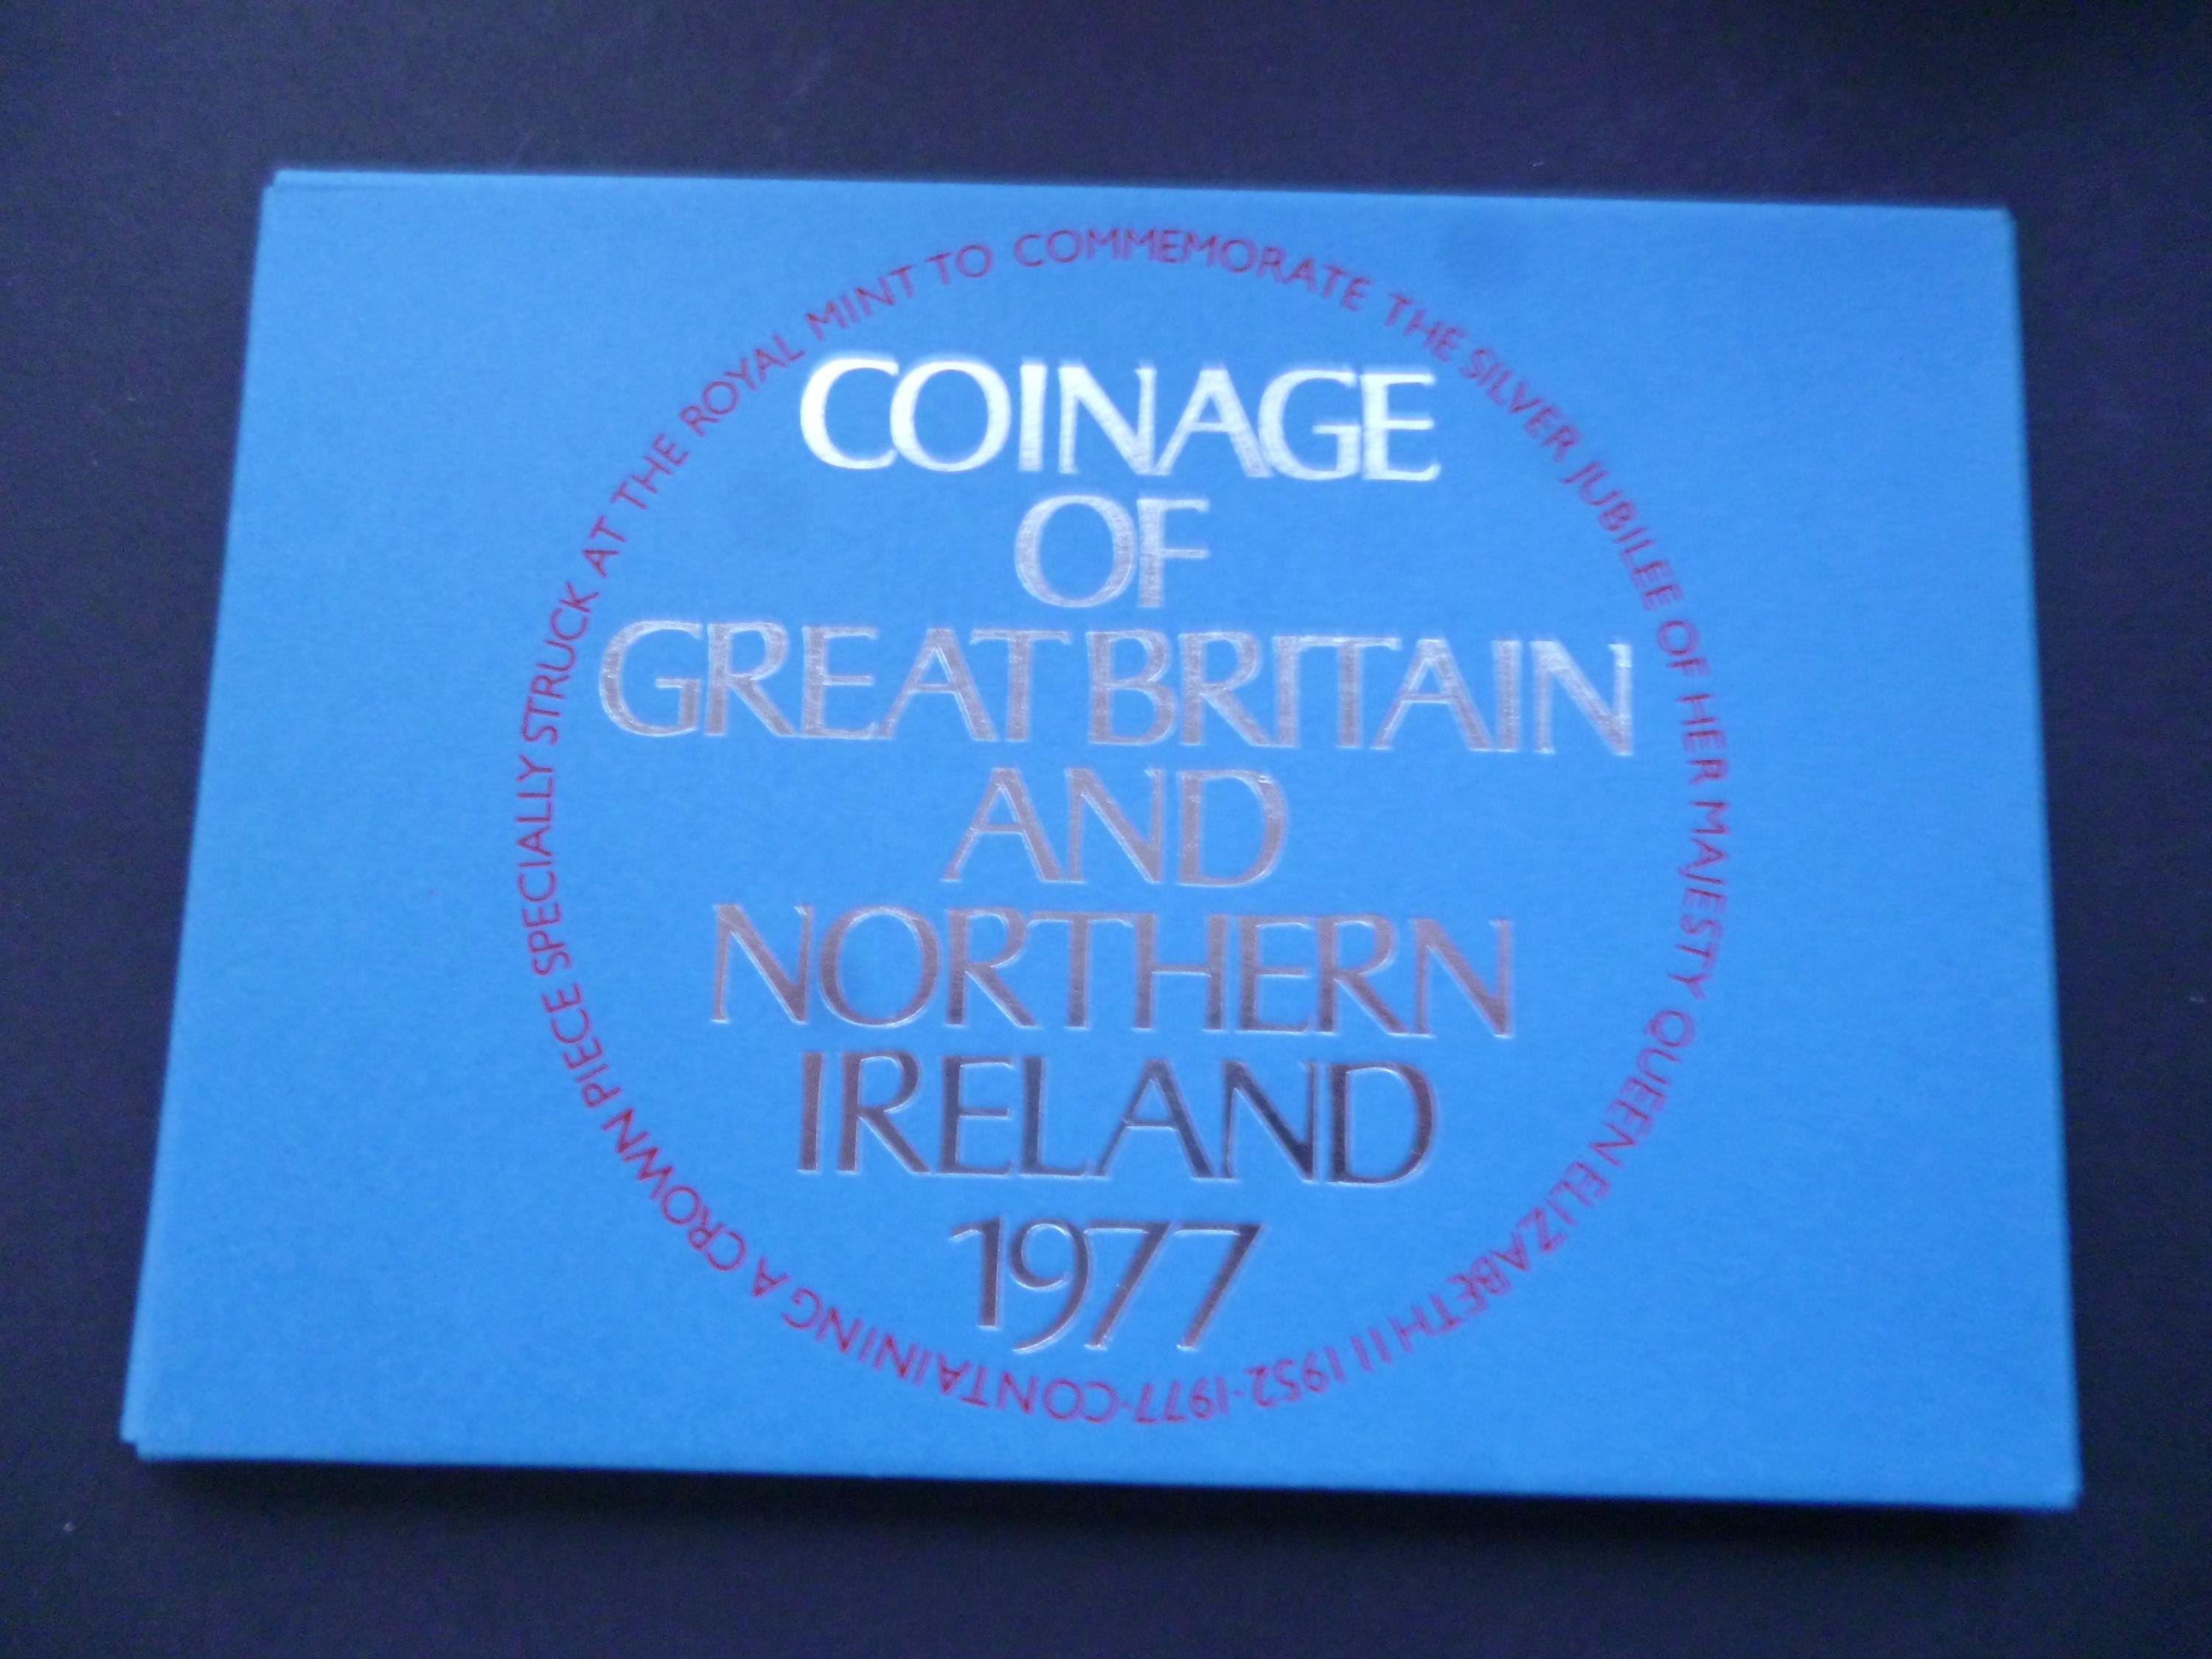 COINAGE
OF
GREAT BRITAIN
AND
NORTHERN
IRELAND
1977
CONTAINING A CROWN PIECE SPECIALLY STRUCK AT THE ROYAL MINT TO COMMEMORATE THE SILVER JUBILEE OF HER MAJESTY QUEEN ELIZABETH II 1952-1977-